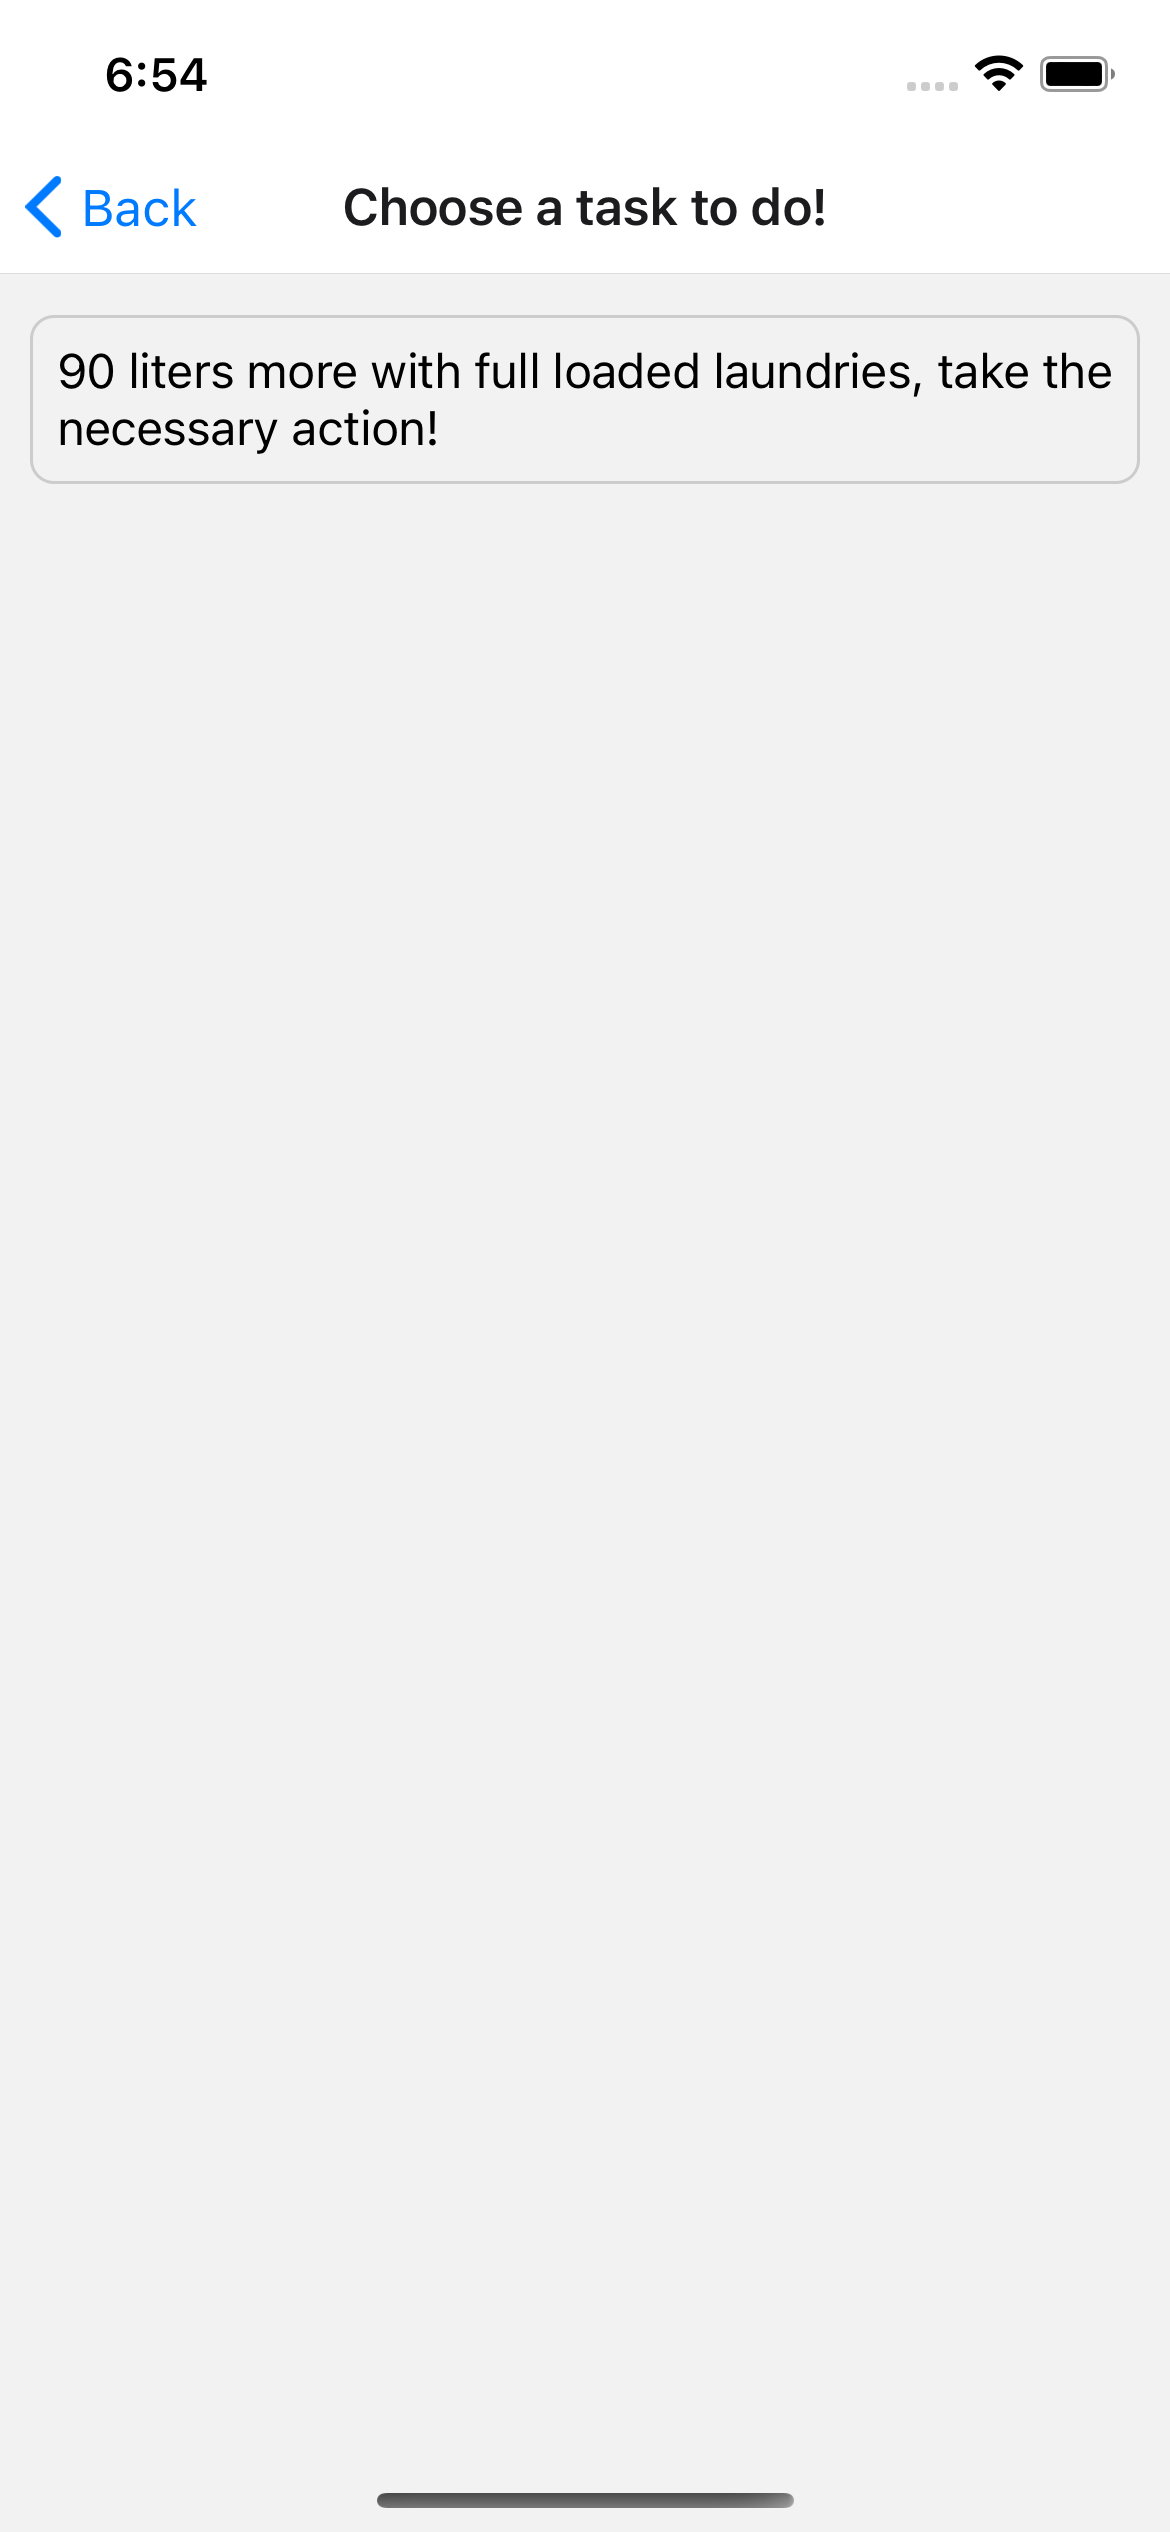 6:54
Back
Choose a task to do!
90 liters more with full loaded laundries, take the
necessary action!